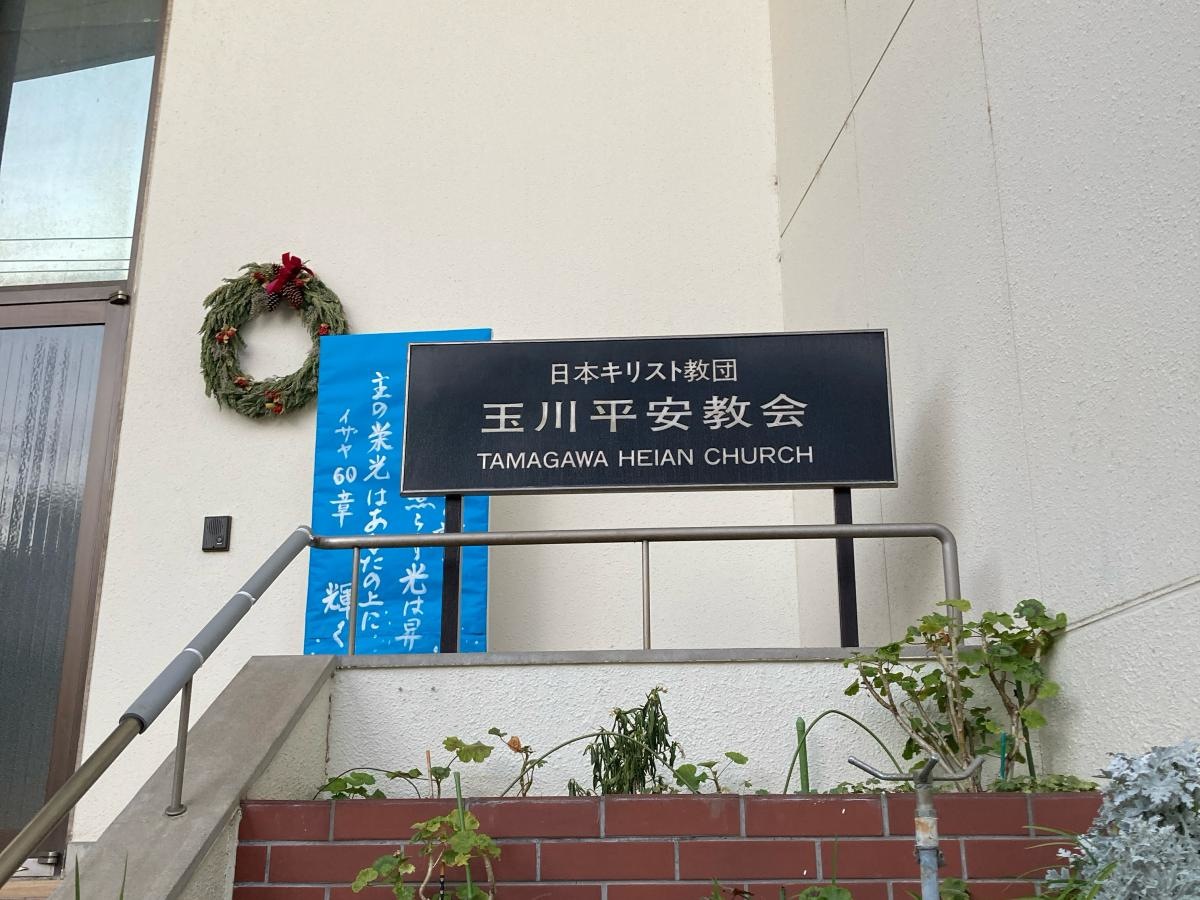 日本キリスト教団
玉川平安教会
TAMAGAWA HEIAN CHURCH
光は昇
主の栄光はあなたの上に
輝く
イザヤ60章